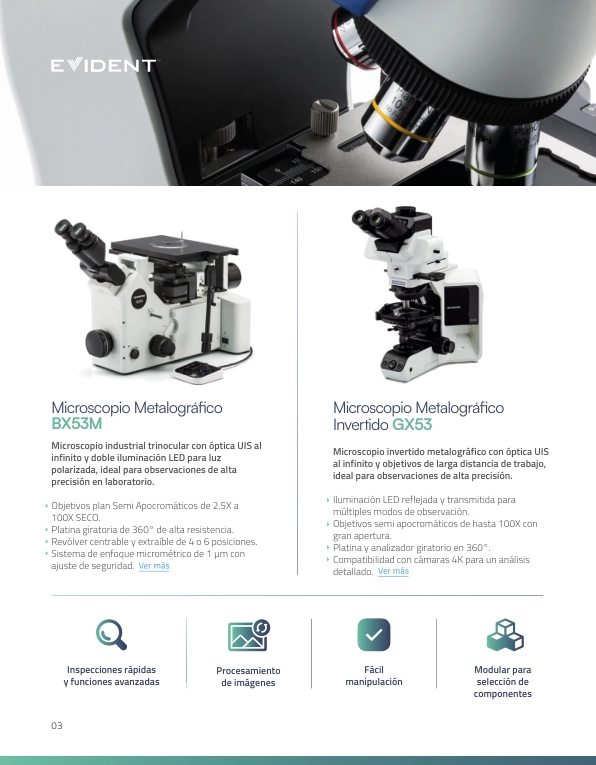 EVIDENT
10
0
140
150
Microscopio Metalográfico
BX53M
Microscopio industrial trinocular con óptica UIS al
infinito y doble iluminación LED para luz
polarizada, ideal para observaciones de alta
precisión en laboratorio.
Objetivos plan Semi Apocromáticos de 2.5X a
100X SECO.
Platina giratoria de 360° de alta resistencia.
Revólver centrable y extraíble de 4 o 6 posiciones.
Sistema de enfoque micrométrico de 1 µm con
ajuste de seguridad. Ver más
Microscopio Metalográfico
Invertido GX53
Microscopio invertido metalográfico con óptica UIS
al infinito y objetivos de larga distancia de trabajo,
ideal para observaciones de alta precisión.
Iluminación LED reflejada y transmitida para
múltiples modos de observación.
Objetivos semi apocromáticos de hasta 100X con
gran apertura.
Platina y analizador giratorio en 360°.
Compatibilidad con cámaras 4K para un análisis
detallado. Ver más
Inspecciones rápidas
y funciones avanzadas
Procesamiento
de imágenes
Fácil
manipulación
Modular para
selección de
componentes
03